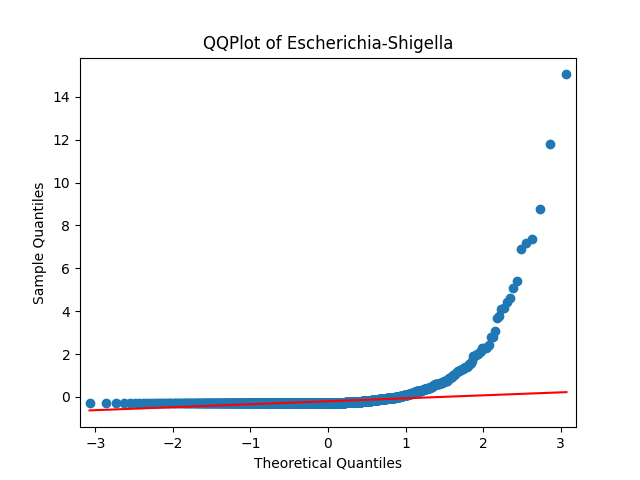 QQPlot of Escherichia-Shigella
14
12
10
8
6
4
2
0
Sample Quantiles
−3 −2 −1 0 1 2 3
Theoretical Quantiles